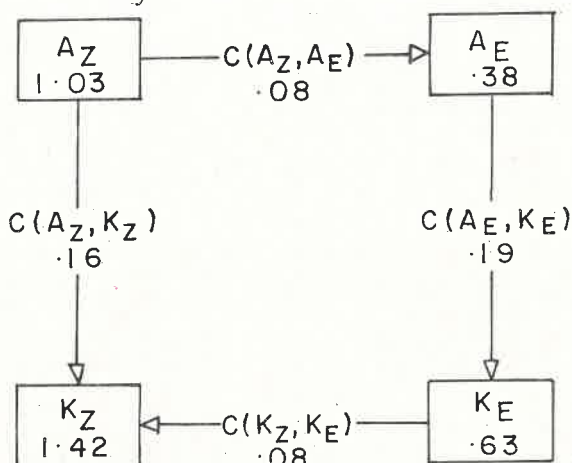 A_Z
1·03
C(A_Z,A_E)
·08
A_E
·38
C(A_Z,K_Z)
·16
C(A_E,K_E)
·19
K_Z
1·42
C(K_Z,K_E)
·08
K_E
·63